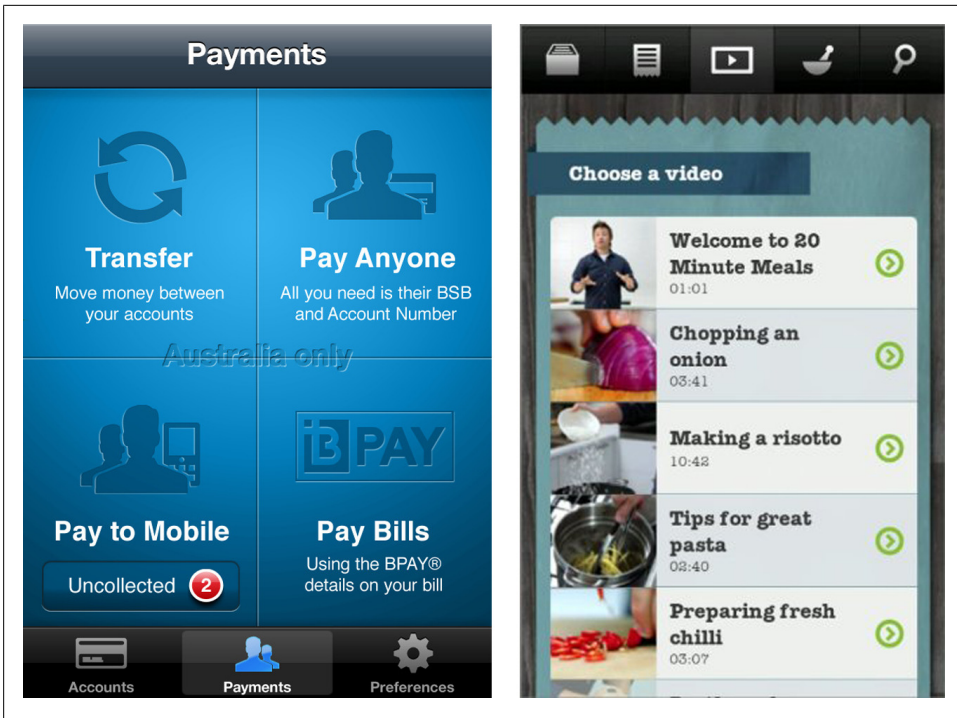 Payments
Transfer
Move money between
your accounts
Pay Anyone
All you need is their BSB
and Account Number
Australia only
Pay to Mobile
Uncollected 2
BPAY
Pay Bills
Using the BPAY®
details on your bill
Accounts
Payments
Preferences
Choose a video
Welcome to 20
Minute Meals
01:01
Chopping an
onion
03:41
Making a risotto
10:42
Tips for great
pasta
02:40
Preparing fresh
chilli
03:07